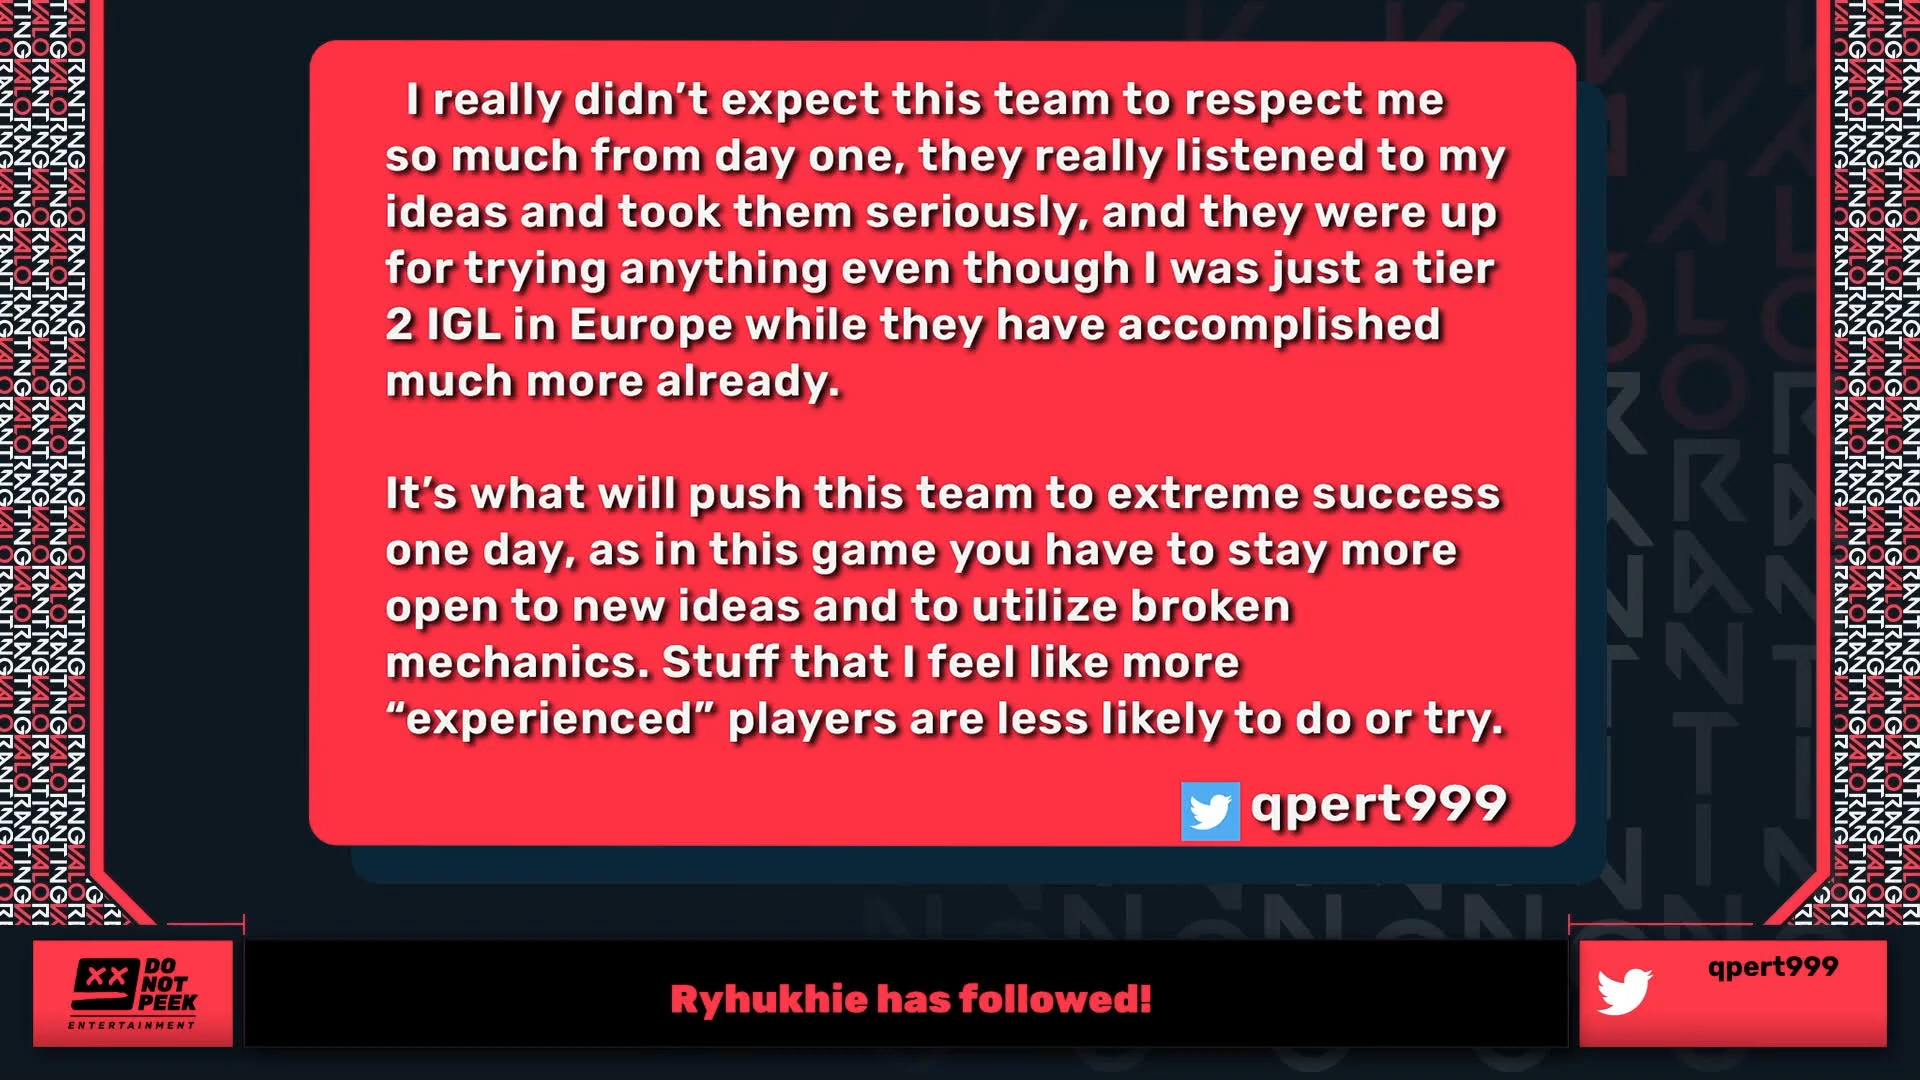 I really didn’t expect this team to respect me
so much from day one, they really listened to my
ideas and took them seriously, and they were up
for trying anything even though I was just a tier
2 IGL in Europe while they have accomplished
much more already.
It’s what will push this team to extreme success
one day, as in this game you have to stay more
open to new ideas and to utilize broken
mechanics. Stuff that I feel like more
“experienced” players are less likely to do or try.
qpert999
DO
NOT
PEEK
ENTERTAINMENT
Ryhukhie has followed!
qpert999
VALORANTING